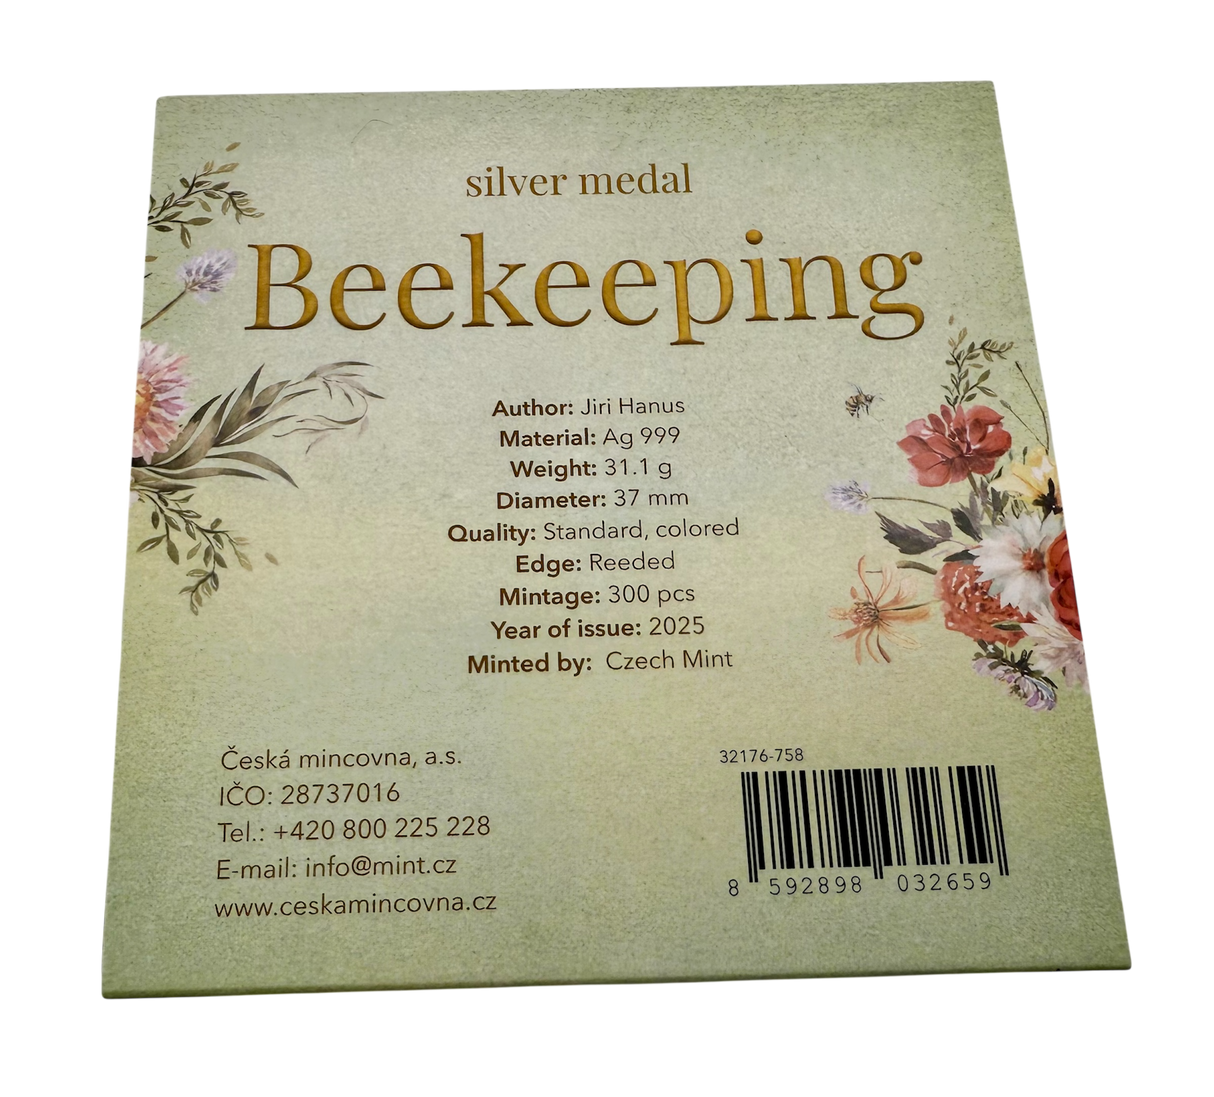 silver medal
Beekeeping
Author: Jiri Hanus
Material: Ag 999
Weight: 31.1 g
Diameter: 37 mm
Quality: Standard, colored
Edge: Reeded
Mintage: 300 pcs
Year of issue: 2025
Minted by: Czech Mint
Česká mincovna, a.s.
IČO: 28737016
Tel.: +420 800 225 228
E-mail: info@mint.cz
www.ceskamincovna.cz
32176-758
8 592898 032659